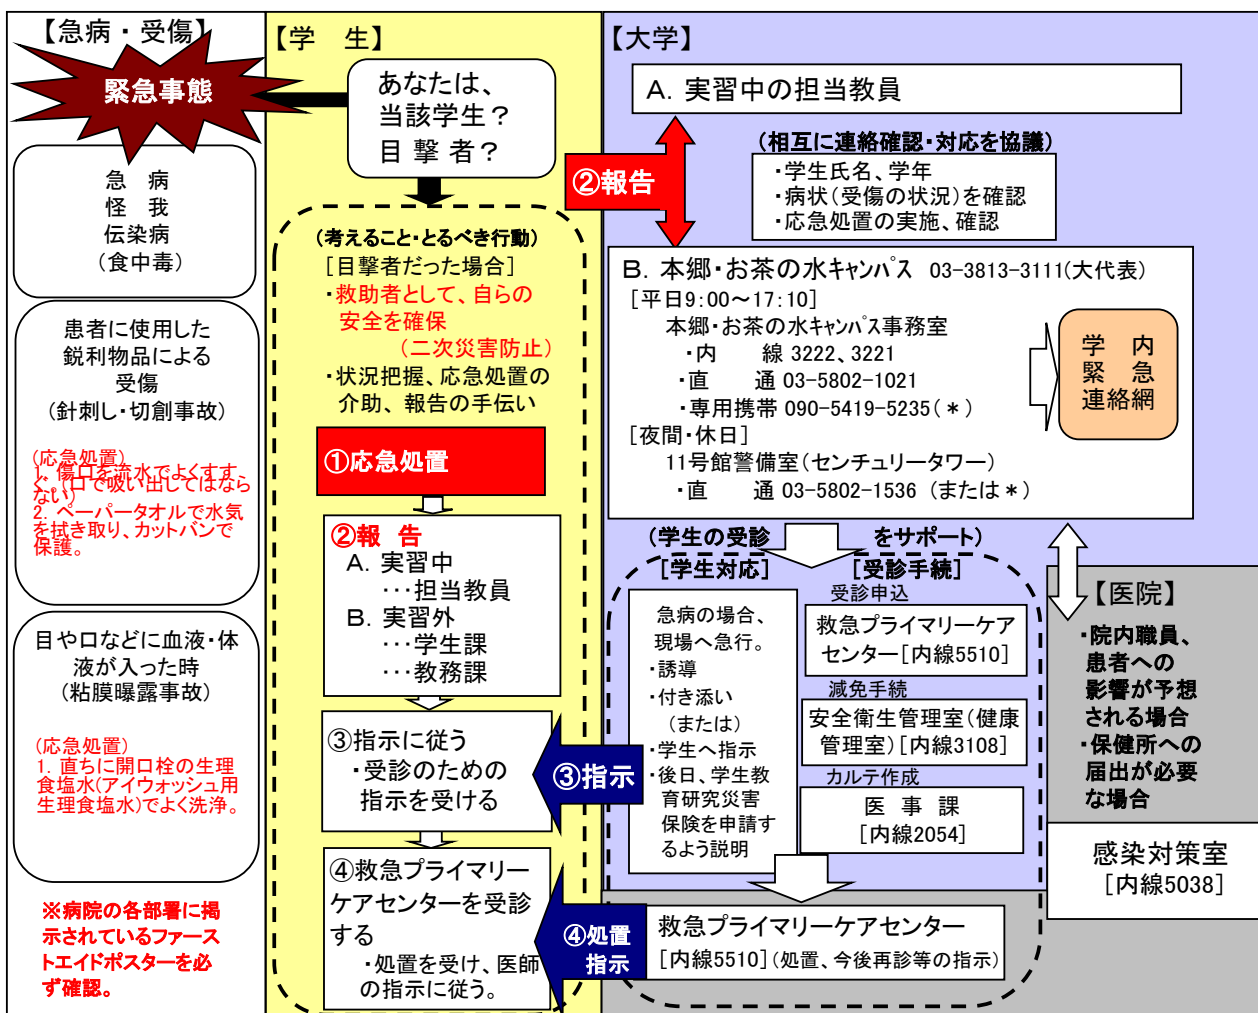 【急病・受傷】
緊急事態
急　病
怪　我
伝染病
(食中毒)
患者に使用した
鋭利物品による
受傷
(針刺し・切創事故)
(応急処置)
1. 傷口を流水でよくすす
ぐ。(口で吸い出してはなら
ない)
2. ペーパータオルで水気
を拭き取り、カットバンで
保護。
目や口などに血液・体
液が入った時
(粘膜曝露事故)
(応急処置)
1. 直ちに開口栓の生理
食塩水(アイウォッシュ用
生理食塩水)でよく洗浄。
※病院の各部署に掲
示されているファース
トエイドポスターを必
ず確認。
【学　生】
あなたは、
当該学生？
目 撃 者？
(考えること・とるべき行動)
[目撃者だった場合]
・救助者として、自らの
安全を確保
(二次災害防止)
・状況把握、応急処置の
介助、報告の手伝い
①応急処置
②報 告
A. 実習中
…担当教員
B. 実習外
…学生課
…教務課
③指示に従う
・受診のための
指示を受ける
④救急プライマリー
ケアセンターを受診
する
・処置を受け、医師
の指示に従う。
【大学】
A. 実習中の担当教員
②報告
(相互に連絡確認・対応を協議)
・学生氏名、学年
・病状(受傷の状況)を確認
・応急処置の実施、確認
B. 本郷・お茶の水ｷｬﾝﾊﾟｽ 03-3813-3111(大代表)
[平日9:00～17:10]
本郷・お茶の水ｷｬﾝﾊﾟｽ事務室
・内　　線 3222、3221
・直　　通 03-5802-1021
・専用携帯 090-5419-5235(＊)
[夜間・休日]
11号館警備室(センチュリータワー)
・直　　通 03-5802-1536 (または＊)
学　内
緊　急
連絡網
(学生の受診　　　をサポート)
[学生対応]
急病の場合、
現場へ急行。
・誘導
・付き添い
(または)
・学生へ指示
・後日、学生教
育研究災害
保険を申請す
るよう説明
③指示
[受診手続]
受診申込
救急プライマリーケア
センター[内線5510]
減免手続
安全衛生管理室(健康
管理室)[内線3108]
カルテ作成
医　事　課
[内線2054]
④処置
指示
救急プライマリーケアセンター
[内線5510](処置、今後再診等の指示)
【医院】
・院内職員、
患者への
影響が予想
される場合
・保健所への
届出が必要
な場合
感染対策室
[内線5038]